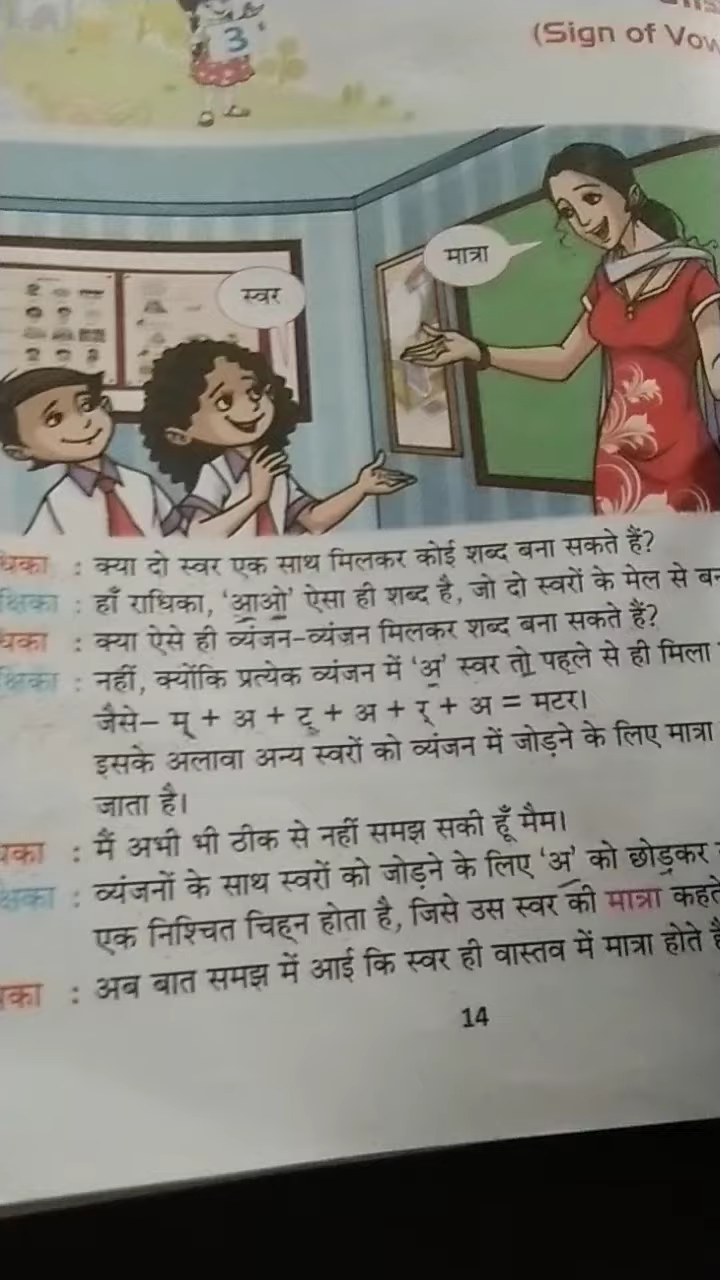 3
(Sign of
मात्रा
स्वर
: क्या दो स्वर एक साथ मिलकर कोई शब्द बना सकते हैं?
: हाँ राधिका, ‘आओ’ ऐसा ही शब्द है, जो दो स्वरों के मेल से
: क्या ऐसे ही व्यंजन-व्यंजन मिलकर शब्द बना सकते हैं?
: नहीं, क्योंकि प्रत्येक व्यंजन में ‘अ’ स्वर तो पहले से ही मिला
जैसे– म् + अ + ट् + अ + र् + अ = मटर।
इसके अलावा अन्य स्वरों को व्यंजन में जोड़ने के लिए मात्रा
जाता है।
: मैं अभी भी ठीक से नहीं समझ सकी हूँ मैम।
: व्यंजनों के साथ स्वरों को जोड़ने के लिए ‘अ’ को छोड़कर
एक निश्चित चिह्न होता है, जिसे उस स्वर की मात्रा कहते
: अब बात समझ में आई कि स्वर ही वास्तव में मात्रा होते
14